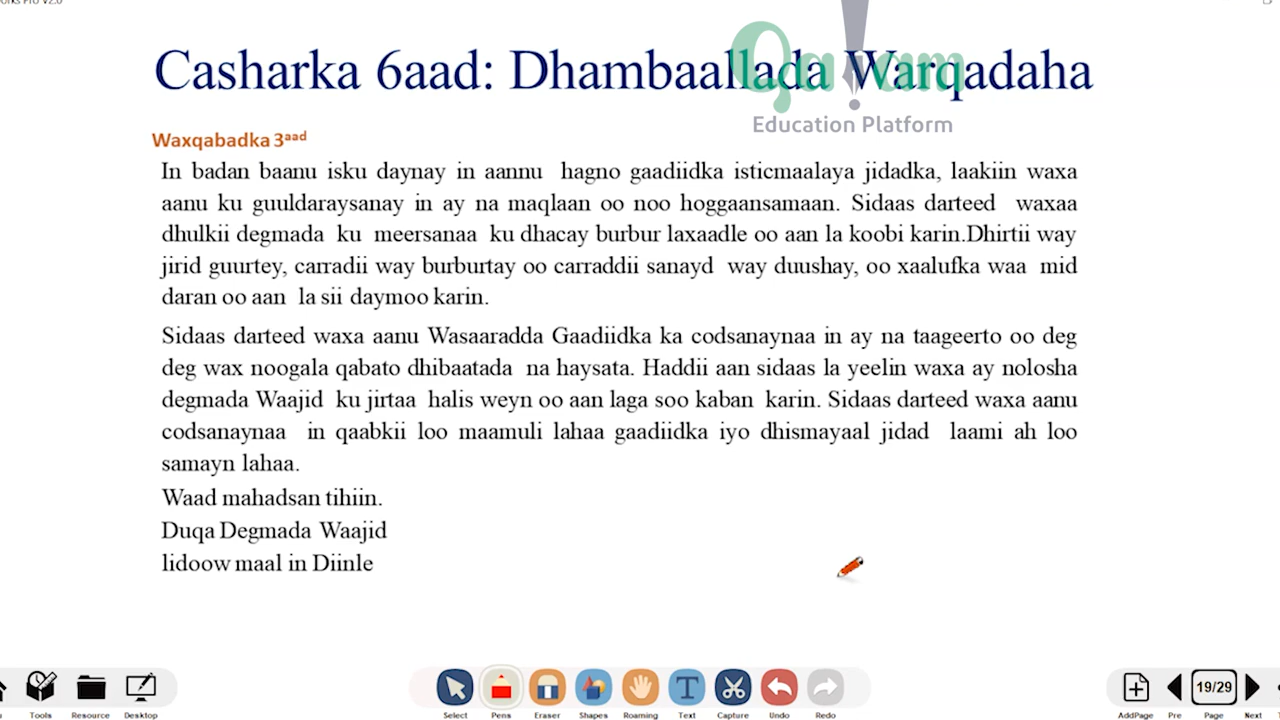 Casharka 6aad: Dhambaallada Warqadaha
Qalam
Education Platform
Waxqabadka 3aad
In badan baanu isku daynay in aannu hagno gaadiidka isticmaalaya jidadka, laakiin waxa
aanu ku guuldaraysanay in ay na maqlaan oo noo hoggaansamaan. Sidaas darteed waxaa
dhulkii degmada ku meersanaa ku dhacay burbur laxaadle oo aan la koobi karin.Dhirtii way
jirid guurtey, carradii way burburtay oo carraddii sanayd way duushay, oo xaalufka waa mid
daran oo aan la sii daymoo karin.
Sidaas darteed waxa aanu Wasaaradda Gaadiidka ka codsanaynaa in ay na taageerto oo deg
deg wax noogala qabato dhibaatada na haysata. Haddii aan sidaas la yeelin waxa ay nolosha
degmada Waajid ku jirtaa halis weyn oo aan laga soo kaban karin. Sidaas darteed waxa aanu
codsanaynaa in qaabkii loo maamuli lahaa gaadiidka iyo dhismayaal jidad laami ah loo
samayn lahaa.
Waad mahadsan tihiin.
Duqa Degmada Waajid
lidoow maal in Diinle
Tools Resource Desktop
Select Pens Eraser Shapes Roaming Text Capture Undo Redo
19/29
AddPage Pre Page Next